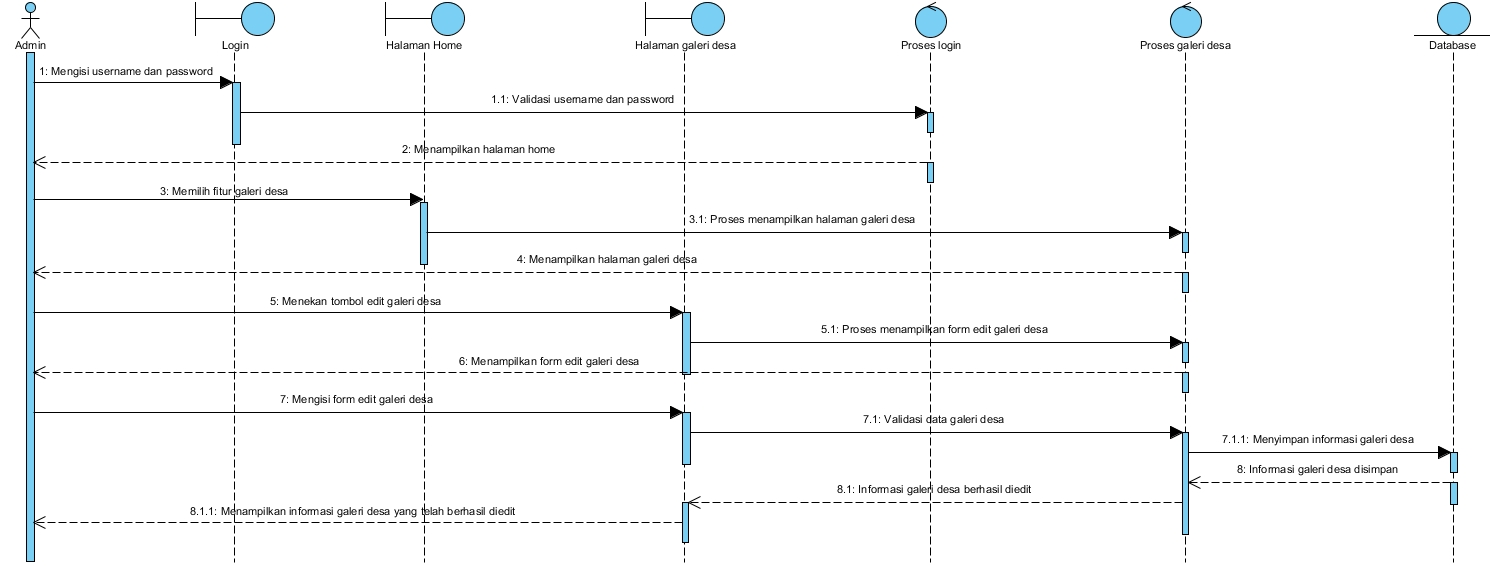 Admin
Login
Halaman Home
Halaman galeri desa
Proses login
Proses galeri desa
Database
1: Mengisi username dan password
1.1: Validasi username dan password
2: Menampilkan halaman home
3: Memilih fitur galeri desa
3.1: Proses menampilkan halaman galeri desa
4: Menampilkan halaman galeri desa
5: Menekan tombol edit galeri desa
5.1: Proses menampilkan form edit galeri desa
6: Menampilkan form edit galeri desa
7: Mengisi form edit galeri desa
7.1: Validasi data galeri desa
7.1.1: Menyimpan informasi galeri desa
8: Informasi galeri desa disimpan
8.1: Informasi galeri desa berhasil diedit
8.1.1: Menampilkan informasi galeri desa yang telah berhasil diedit